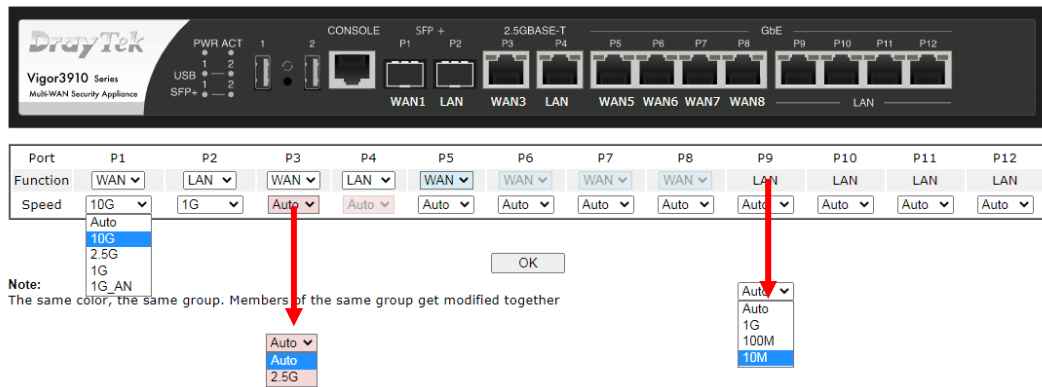 DrayTek
Vigor3910 Series
Multi-WAN Security Appliance
PWR ACT
1 2
USB
1 2
SFP+
1 2
CONSOLE SFP + 2.5GBASE-T GbE
P1 P2 P3 P4 P5 P6 P7 P8 P9 P10 P11 P12
WAN1 LAN WAN3 LAN WAN5 WAN6 WAN7 WAN8 LAN
Port P1 P2 P3 P4 P5 P6 P7 P8 P9 P10 P11 P12
Function WAN LAN WAN LAN WAN WAN WAN WAN LAN LAN LAN LAN
Speed 10G 1G Auto Auto Auto Auto Auto Auto Auto Auto Auto Auto
Auto
10G
2.5G
1G
1G_AN
OK
Note:
The same color, the same group. Members of the same group get modified together
Auto
Auto
2.5G
Auto
Auto
1G
100M
10M